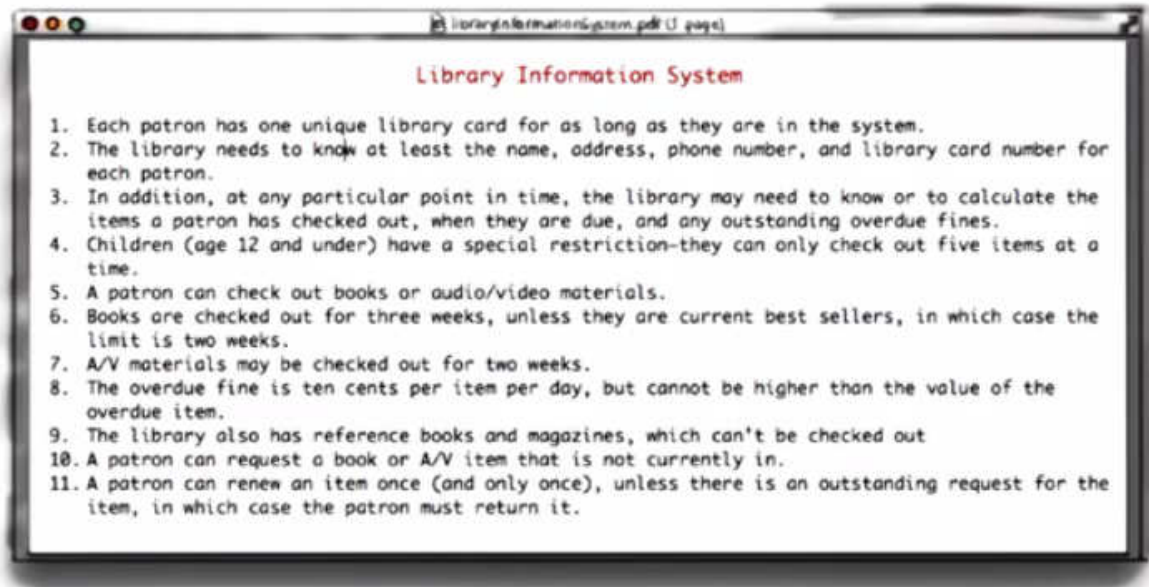 libraryInformationSystem.pdf (1 page)
Library Information System
1. Each patron has one unique library card for as long as they are in the system.
2. The library needs to know at least the name, address, phone number, and library card number for
each patron.
3. In addition, at any particular point in time, the library may need to know or to calculate the
items a patron has checked out, when they are due, and any outstanding overdue fines.
4. Children (age 12 and under) have a special restriction-they can only check out five items at a
time.
5. A patron can check out books or audio/video materials.
6. Books are checked out for three weeks, unless they are current best sellers, in which case the
limit is two weeks.
7. A/V materials may be checked out for two weeks.
8. The overdue fine is ten cents per item per day, but cannot be higher than the value of the
overdue item.
9. The library also has reference books and magazines, which can't be checked out
10. A patron can request a book or A/V item that is not currently in.
11. A patron can renew an item once (and only once), unless there is an outstanding request for the
item, in which case the patron must return it.